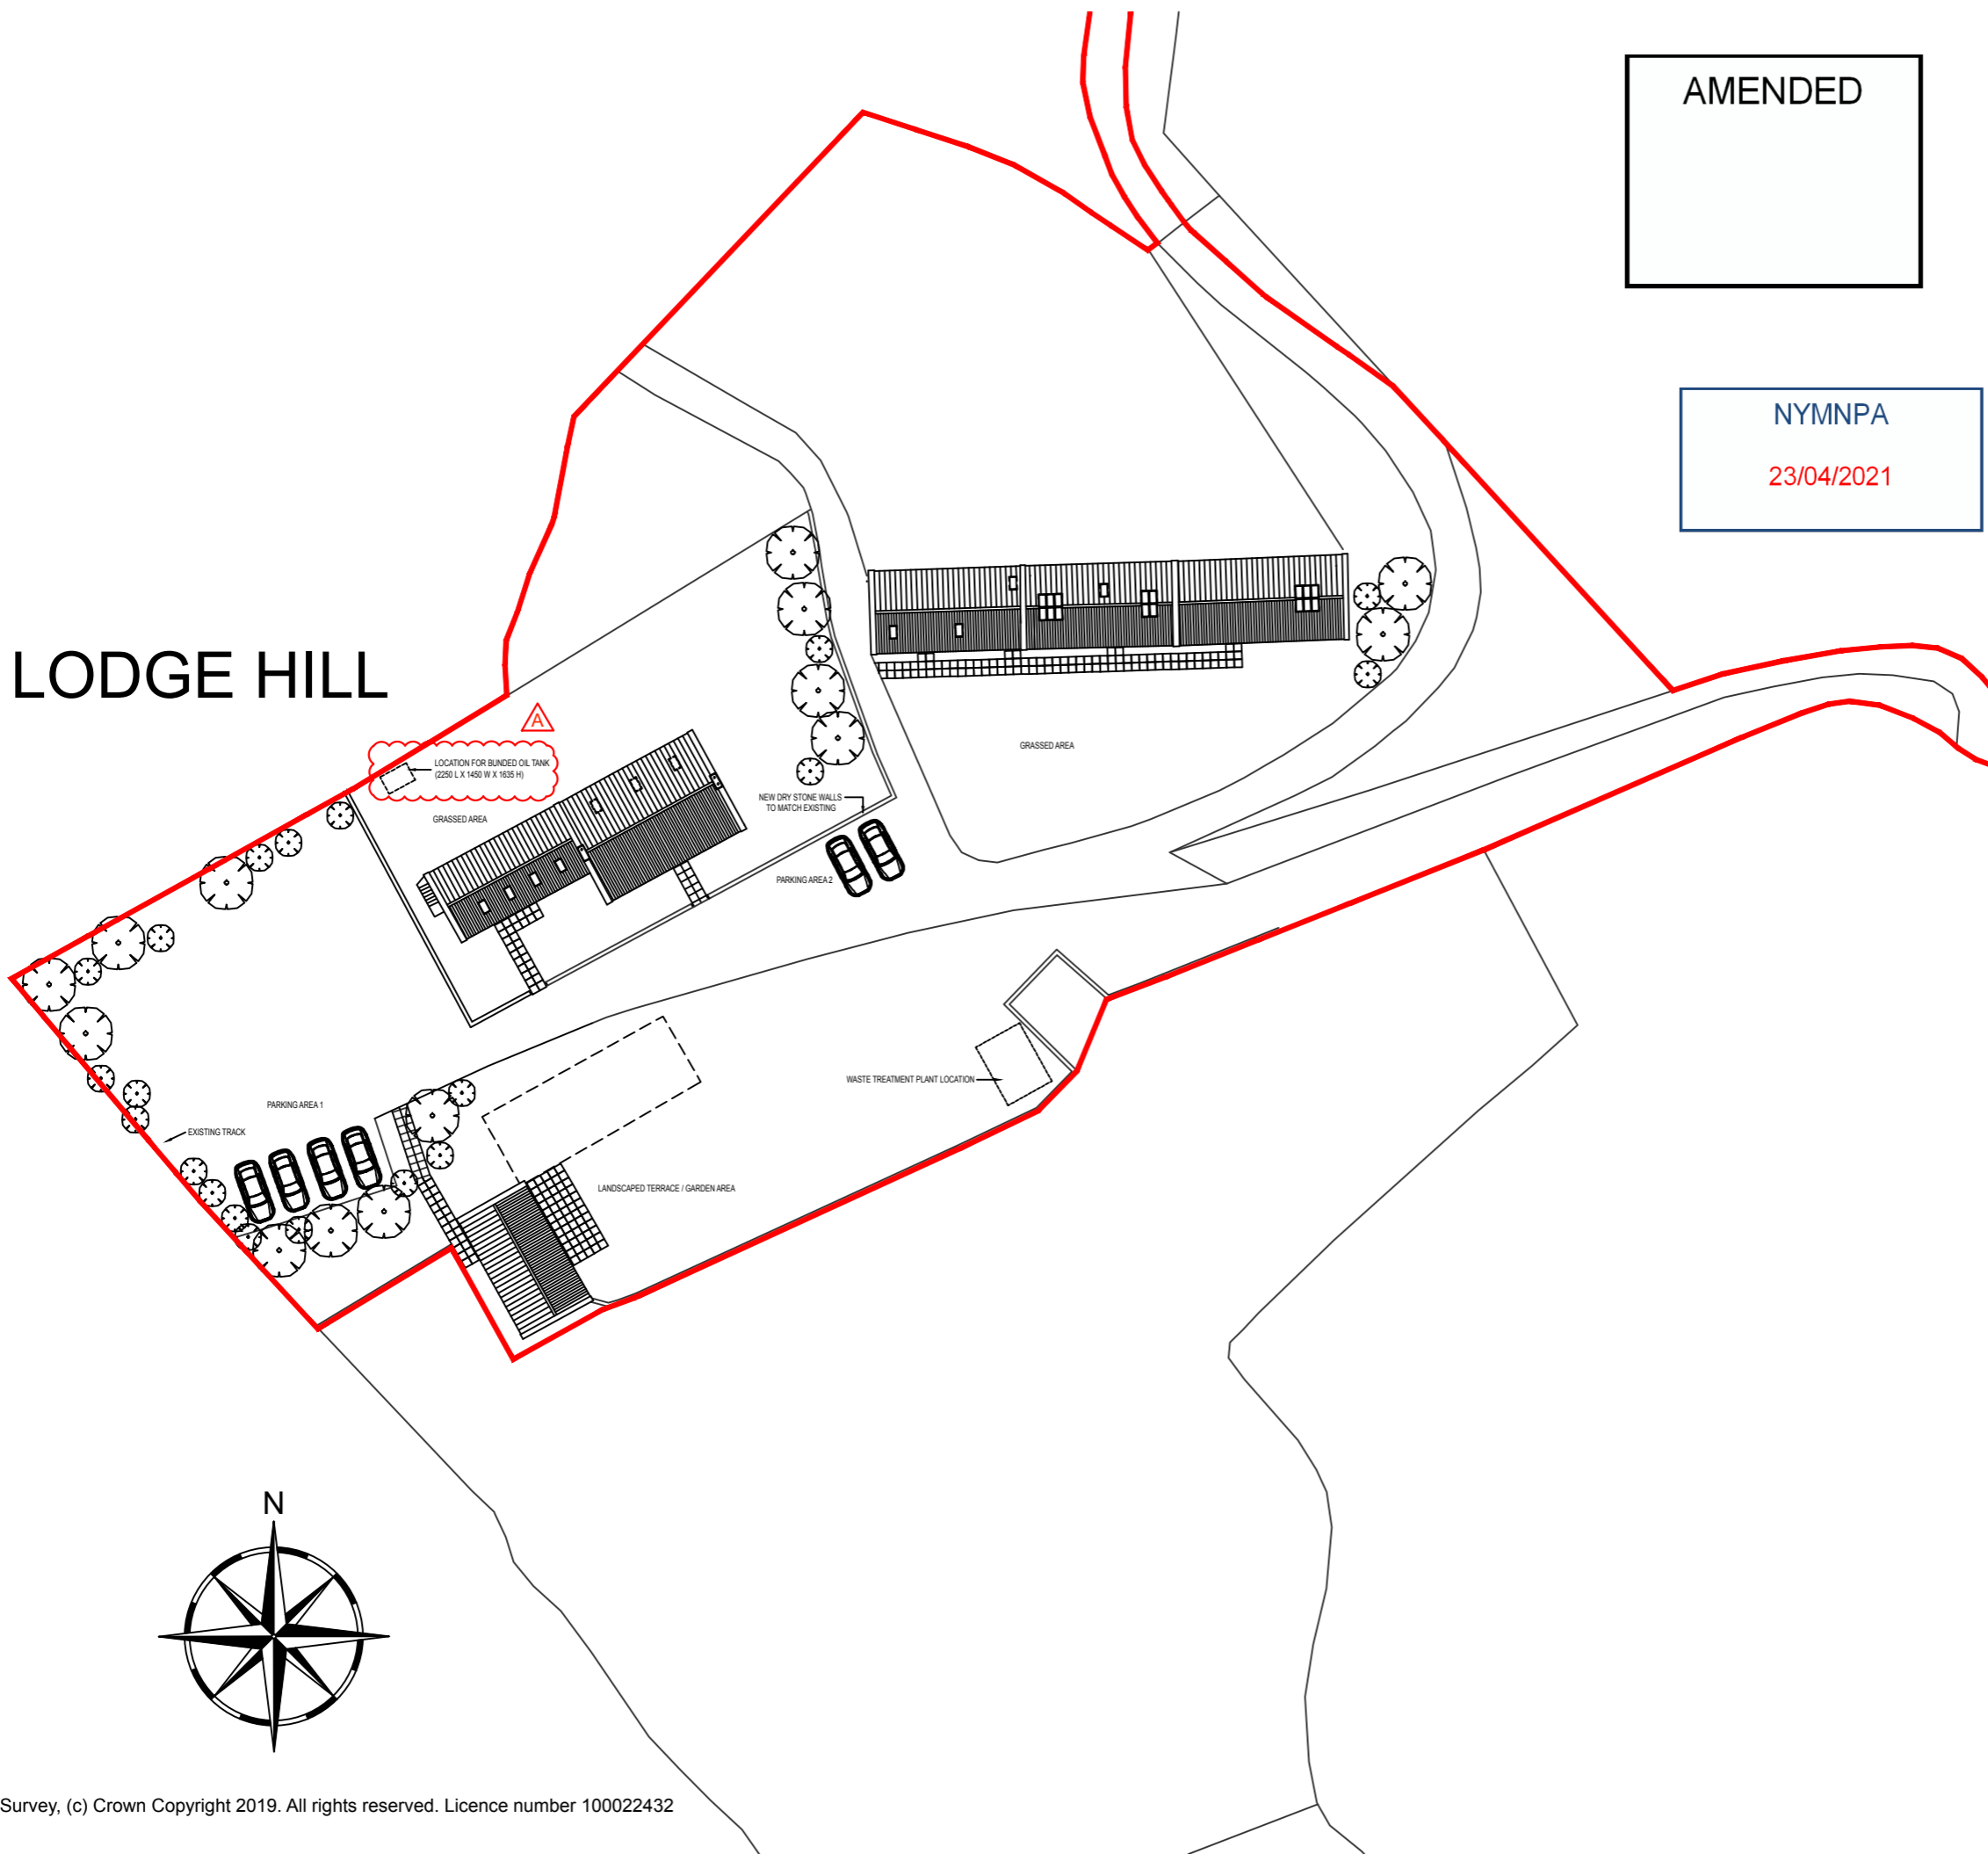 AMENDED
NYMNPA
23/04/2021
LODGE HILL
A
LOCATION FOR BUNDED OIL TANK
(2250 L X 1450 W X 1635 H)
GRASSED AREA
GRASSED AREA
NEW DRY STONE WALLS
TO MATCH EXISTING
PARKING AREA 2
WASTE TREATMENT PLANT LOCATION
PARKING AREA 1
EXISTING TRACK
LANDSCAPED TERRACE / GARDEN AREA
N
Survey, (c) Crown Copyright 2019. All rights reserved. Licence number 100022432